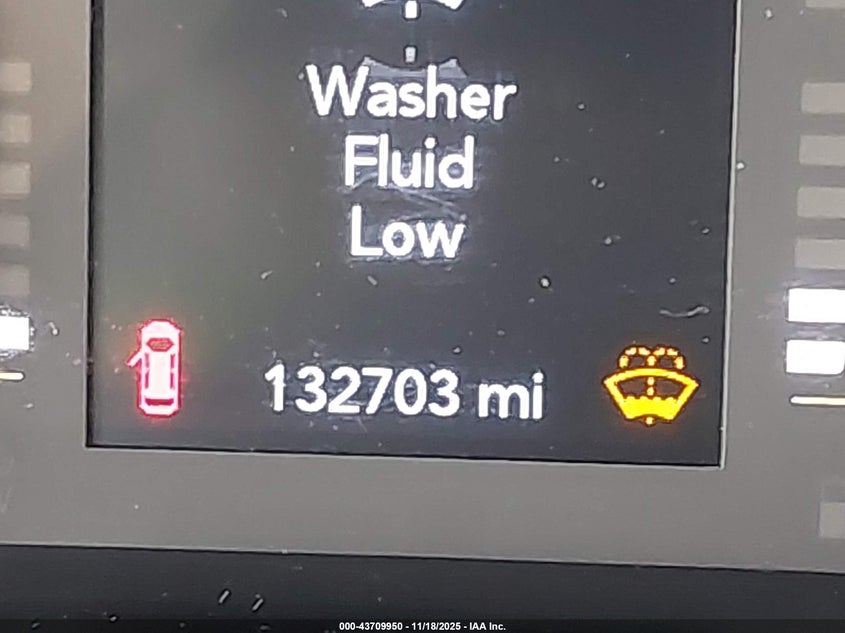 Washer
Fluid
Low
132703 mi
000-43709950 - 11/18/2025 - IAA Inc.